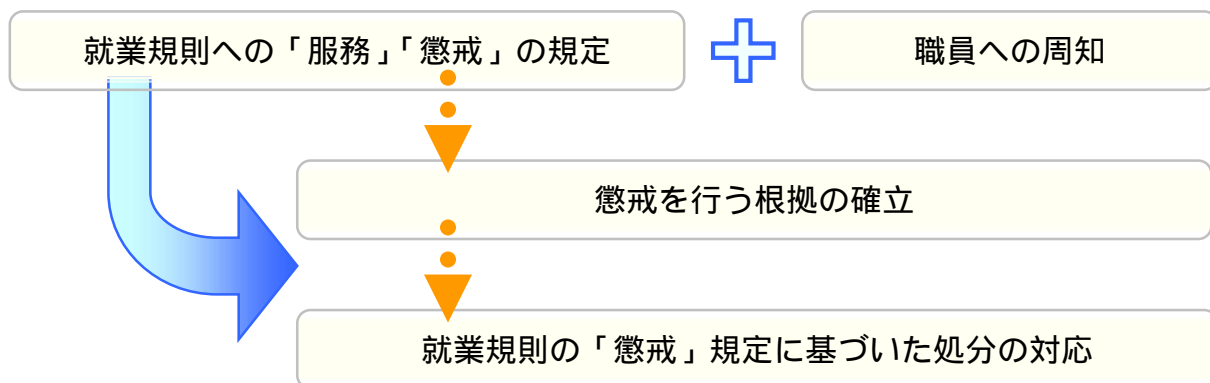 就業規則への「服務」「懲戒」の規定
職員への周知
懲戒を行う根拠の確立
就業規則の「懲戒」規定に基づいた処分の対応